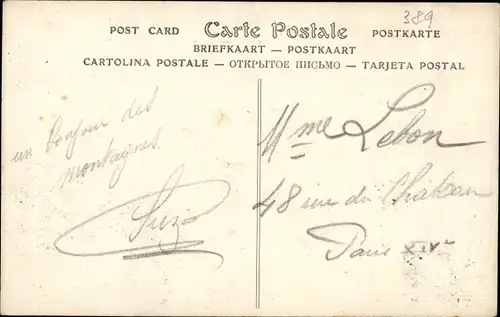 389
POST CARD Carte Postale POSTKARTE
BRIEFKAART — POSTKAART
CARTOLINA POSTALE — ОТКРЫТОЕ ПИСЬМО — TARJETA POSTAL
un bonjour des
montagnes
Mme Lebon
48 rue du Chateau
Paris XIVe